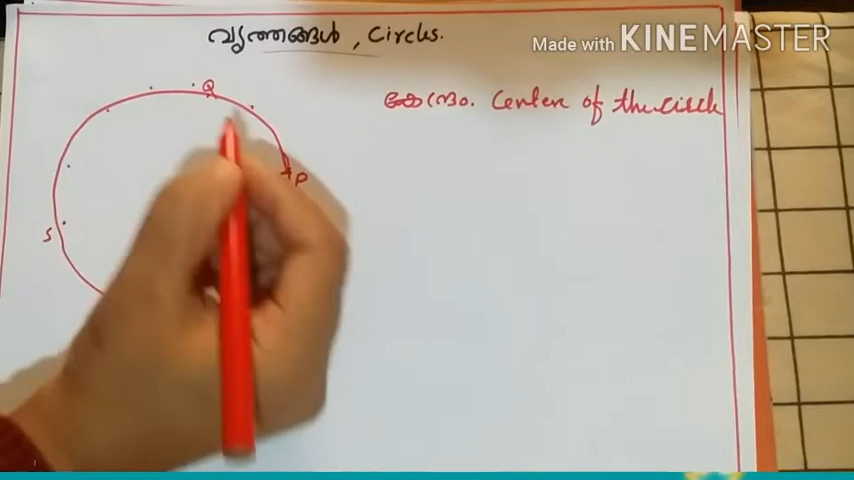 വൃത്തങ്ങൾ, Circles.
Made with KINEMASTER
കേന്ദ്രം. Center of the circle
Q
P
S